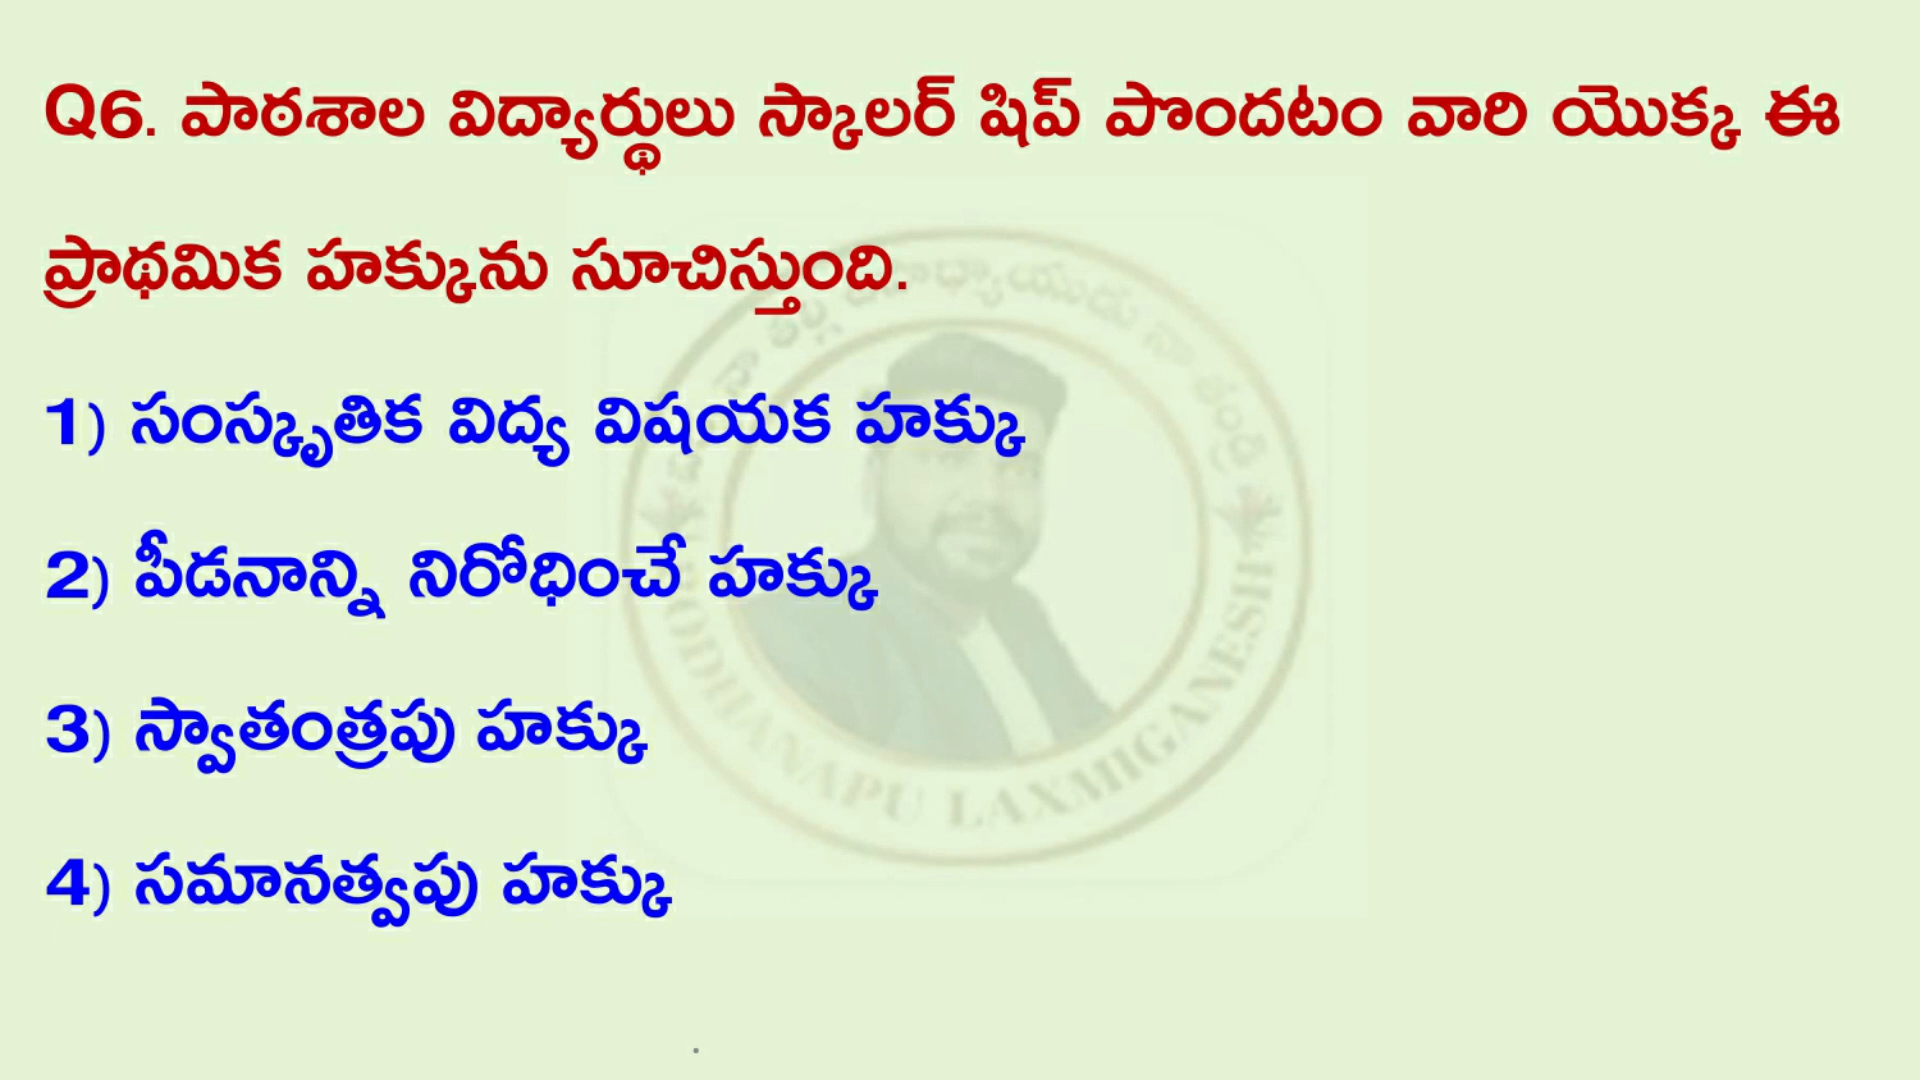 Q6. పాఠశాల విద్యార్థులు స్కాలర్ షిప్ పొందటం వారి యొక్క ఈ
ప్రాథమిక హక్కును సూచిస్తుంది.
1) సంస్కృతిక విద్య విషయక హక్కు
2) పీడనాన్ని నిరోధించే హక్కు
3) స్వాతంత్రపు హక్కు
4) సమానత్వపు హక్కు
LAXMIGANESH